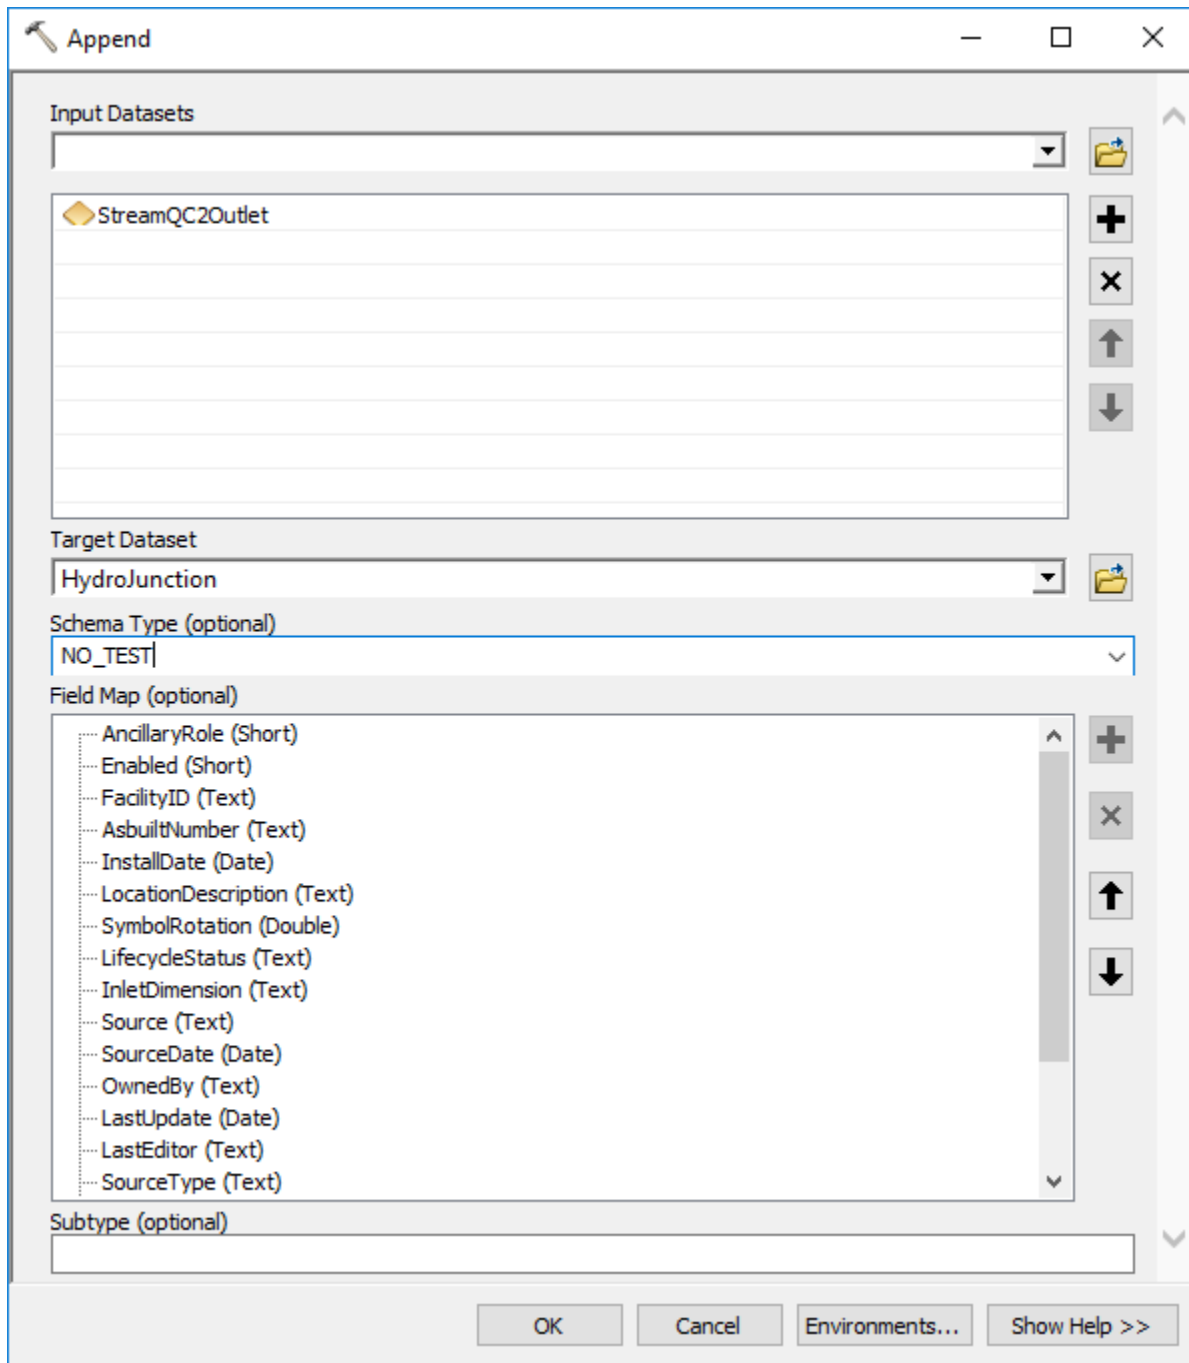 Append
Input Datasets
StreamQC2Outlet
Target Dataset
HydroJunction
Schema Type (optional)
NO_TEST
Field Map (optional)
AncillaryRole (Short)
Enabled (Short)
FacilityID (Text)
AsbuiltNumber (Text)
InstallDate (Date)
LocationDescription (Text)
SymbolRotation (Double)
LifecycleStatus (Text)
InletDimension (Text)
Source (Text)
SourceDate (Date)
OwnedBy (Text)
LastUpdate (Date)
LastEditor (Text)
SourceType (Text)
Subtype (optional)
OK Cancel Environments... Show Help >>